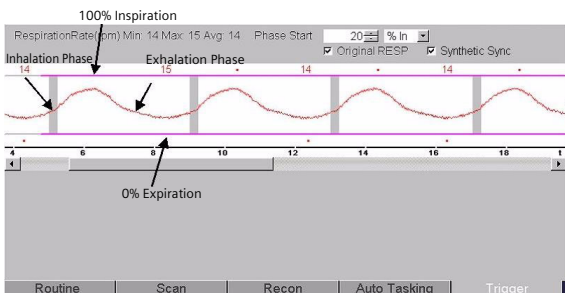 100% Inspiration
RespirationRate(rpm) Min: 14 Max: 15 Avg: 14 Phase Start 20 % In
Original RESP Synthetic Sync
Inhalation Phase Exhalation Phase
14 15 14 14
4 6 8 10 12 14 16 18 t
0% Expiration
Routine Scan Recon Auto Tasking Trigger